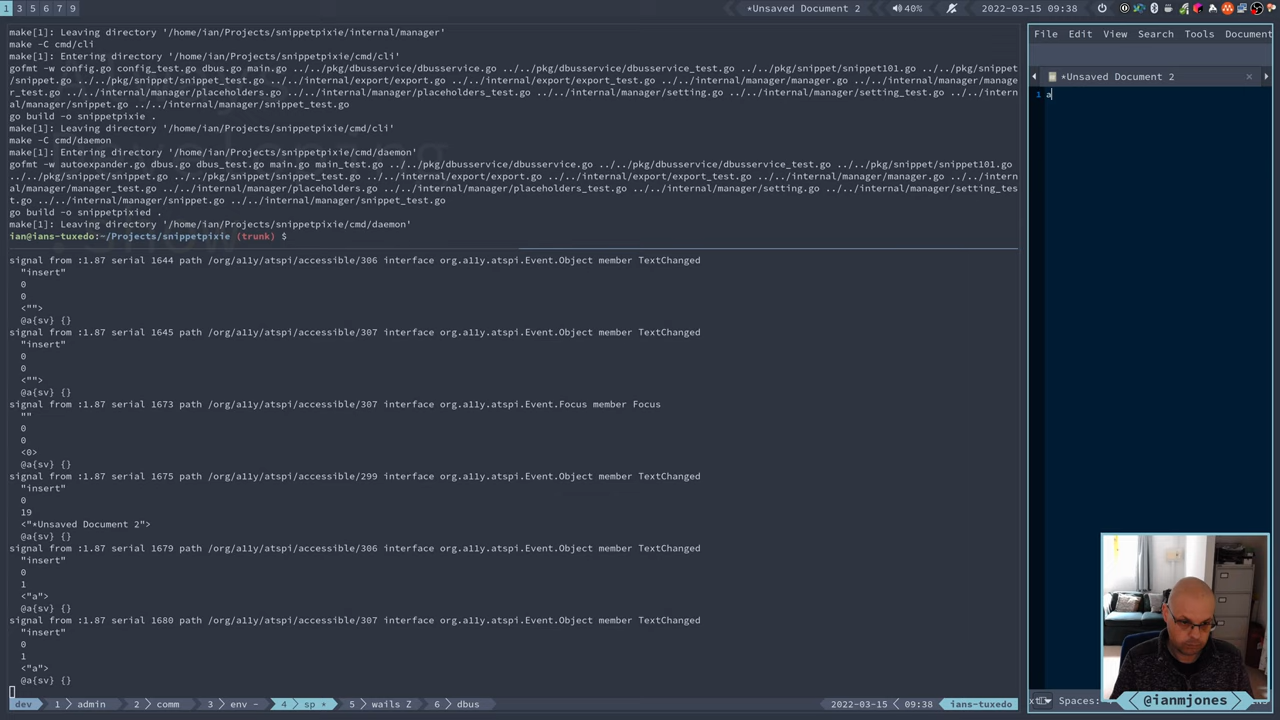 1 3 5 6 7 9
*Unsaved Document 2
40%
2022-03-15 09:38
make[1]: Leaving directory '/home/ian/Projects/snippetpixie/internal/manager'
make -C cmd/cli
make[1]: Entering directory '/home/ian/Projects/snippetpixie/cmd/cli'
gofmt -w config.go config_test.go dbus.go main.go ../../pkg/dbusservice/dbusservice.go ../../pkg/dbusservice/dbusservice_test.go ../../pkg/snippet/snippet101.go ../../pkg/snippet
/snippet.go ../../pkg/snippet/snippet_test.go ../../internal/export/export.go ../../internal/export/export_test.go ../../internal/manager/manager.go ../../internal/manager/manage
r_test.go ../../internal/manager/placeholders.go ../../internal/manager/placeholders_test.go ../../internal/manager/setting.go ../../internal/manager/setting_test.go ../../intern
al/manager/snippet.go ../../internal/manager/snippet_test.go
go build -o snippetpixie .
make[1]: Leaving directory '/home/ian/Projects/snippetpixie/cmd/cli'
make -C cmd/daemon
make[1]: Entering directory '/home/ian/Projects/snippetpixie/cmd/daemon'
gofmt -w autoexpander.go dbus.go dbus_test.go main.go main_test.go ../../pkg/dbusservice/dbusservice.go ../../pkg/dbusservice/dbusservice_test.go ../../pkg/snippet/snippet101.go
../../pkg/snippet/snippet.go ../../pkg/snippet/snippet_test.go ../../internal/export/export.go ../../internal/export/export_test.go ../../internal/manager/manager.go ../../intern
al/manager/manager_test.go ../../internal/manager/placeholders.go ../../internal/manager/placeholders_test.go ../../internal/manager/setting.go ../../internal/manager/setting_tes
t.go ../../internal/manager/snippet.go ../../internal/manager/snippet_test.go
go build -o snippetpixied .
make[1]: Leaving directory '/home/ian/Projects/snippetpixie/cmd/daemon'
ian@ians-tuxedo:~/Projects/snippetpixie (trunk) $
signal from :1.87 serial 1644 path /org/a11y/atspi/accessible/306 interface org.a11y.atspi.Event.Object member TextChanged
"insert"
0
0
<"">
@a{sv} {}
signal from :1.87 serial 1645 path /org/a11y/atspi/accessible/307 interface org.a11y.atspi.Event.Object member TextChanged
"insert"
0
0
<"">
@a{sv} {}
signal from :1.87 serial 1673 path /org/a11y/atspi/accessible/307 interface org.a11y.atspi.Event.Focus member Focus
""
0
0
<0>
@a{sv} {}
signal from :1.87 serial 1675 path /org/a11y/atspi/accessible/299 interface org.a11y.atspi.Event.Object member TextChanged
"insert"
0
19
<"*Unsaved Document 2">
@a{sv} {}
signal from :1.87 serial 1679 path /org/a11y/atspi/accessible/306 interface org.a11y.atspi.Event.Object member TextChanged
"insert"
0
1
<"a">
@a{sv} {}
signal from :1.87 serial 1680 path /org/a11y/atspi/accessible/307 interface org.a11y.atspi.Event.Object member TextChanged
"insert"
0
1
<"a">
@a{sv} {}
dev 1 admin 2 comm 3 env - 4 sp * 5 wails Z 6 dbus 2022-03-15 09:38 ians-tuxedo
File Edit View Search Tools Document
*Unsaved Document 2
1 a
Spaces:
@ianmjones